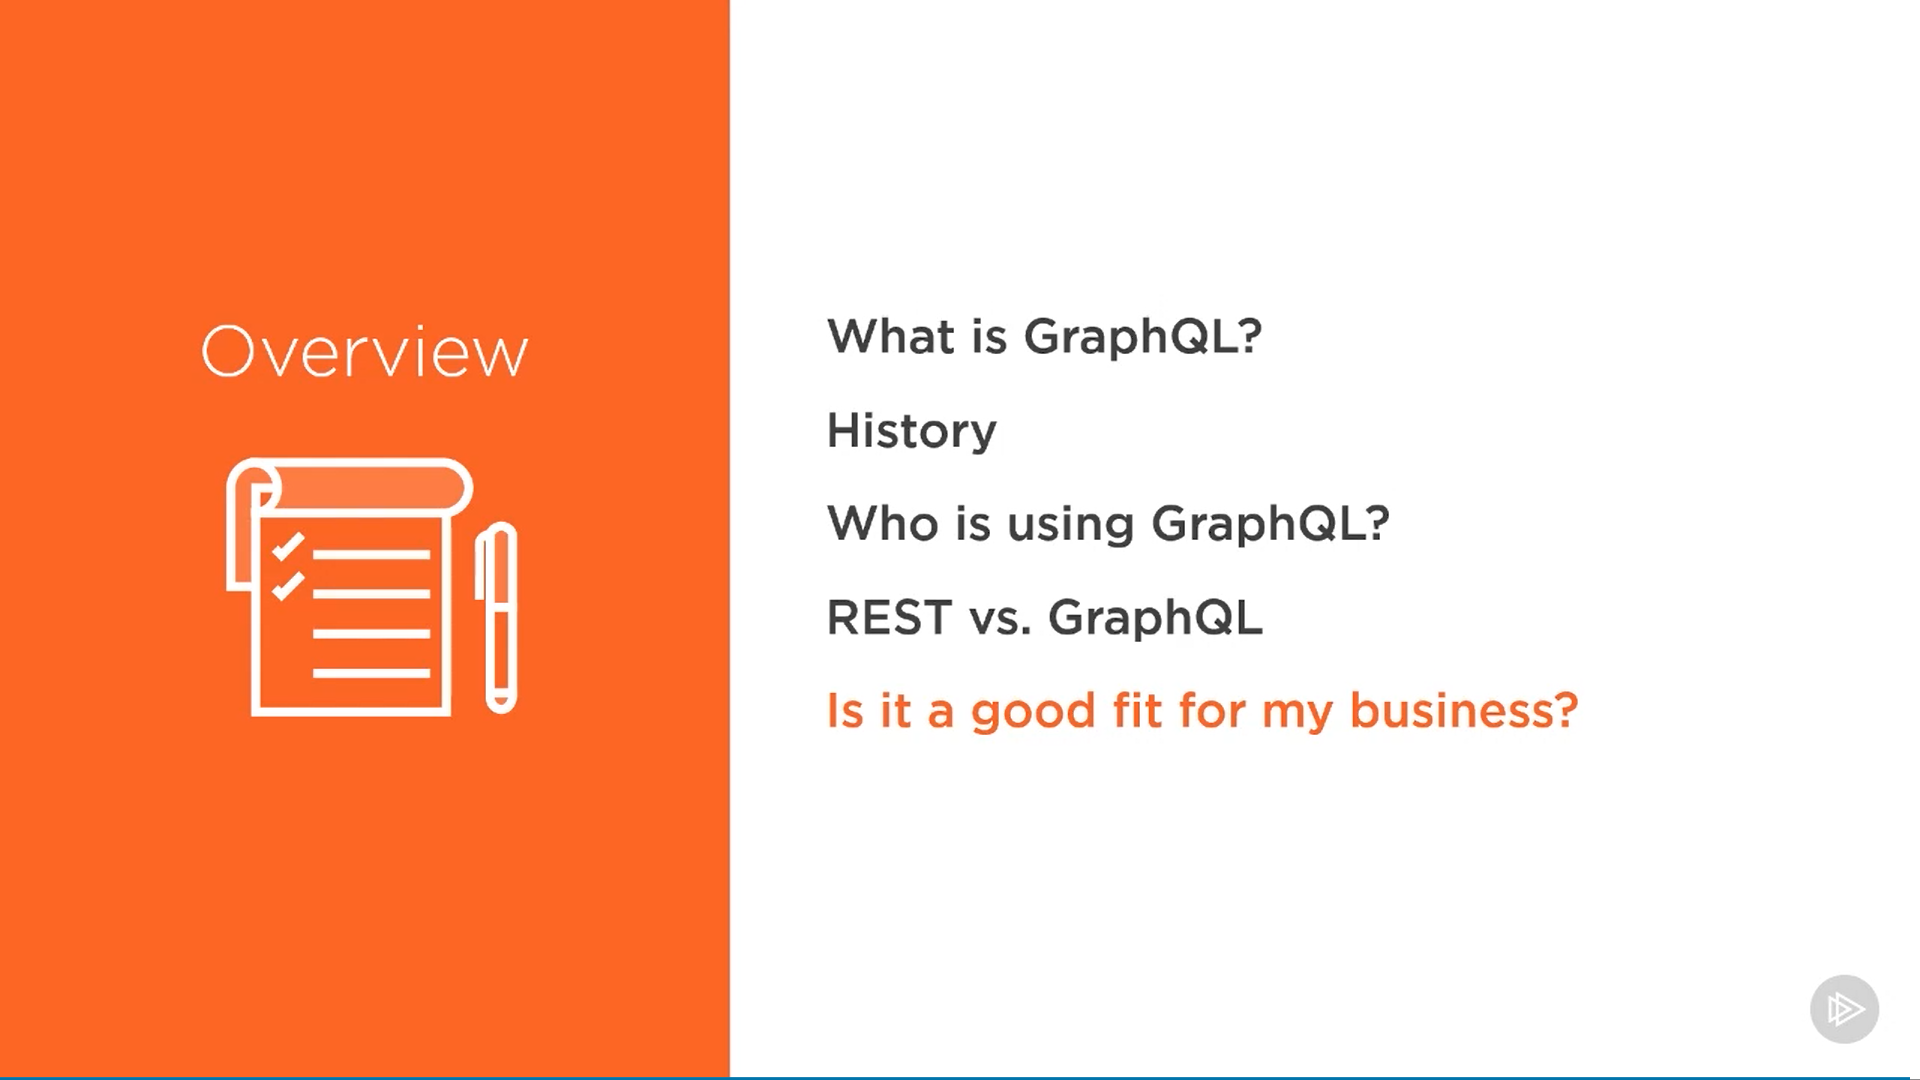 Overview
What is GraphQL?
History
Who is using GraphQL?
REST vs. GraphQL
Is it a good fit for my business?